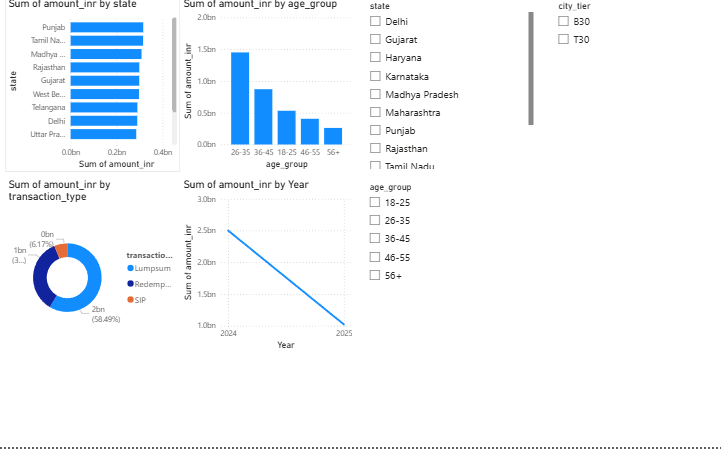 Sum of amount_inr by state
state
Punjab
Tamil Na...
Madhya ...
Rajasthan
Gujarat
West Be...
Telangana
Delhi
Uttar Pra...
0.0bn 0.2bn 0.4bn
Sum of amount_inr
Sum of amount_inr by age_group
Sum of amount_inr
2.0bn
1.5bn
1.0bn
0.5bn
0.0bn
26-35 36-45 18-25 46-55 56+
age_group
state
Delhi
Gujarat
Haryana
Karnataka
Madhya Pradesh
Maharashtra
Punjab
Rajasthan
Tamil Nadu
city_tier
B30
T30
Sum of amount_inr by
transaction_type
0bn
(6.17%)
1bn
(3...)
2bn
(58.49%)
transactio...
Lumpsum
Redemp...
SIP
Sum of amount_inr by Year
Sum of amount_inr
3.0bn
2.5bn
2.0bn
1.5bn
1.0bn
2024 2025
Year
age_group
18-25
26-35
36-45
46-55
56+